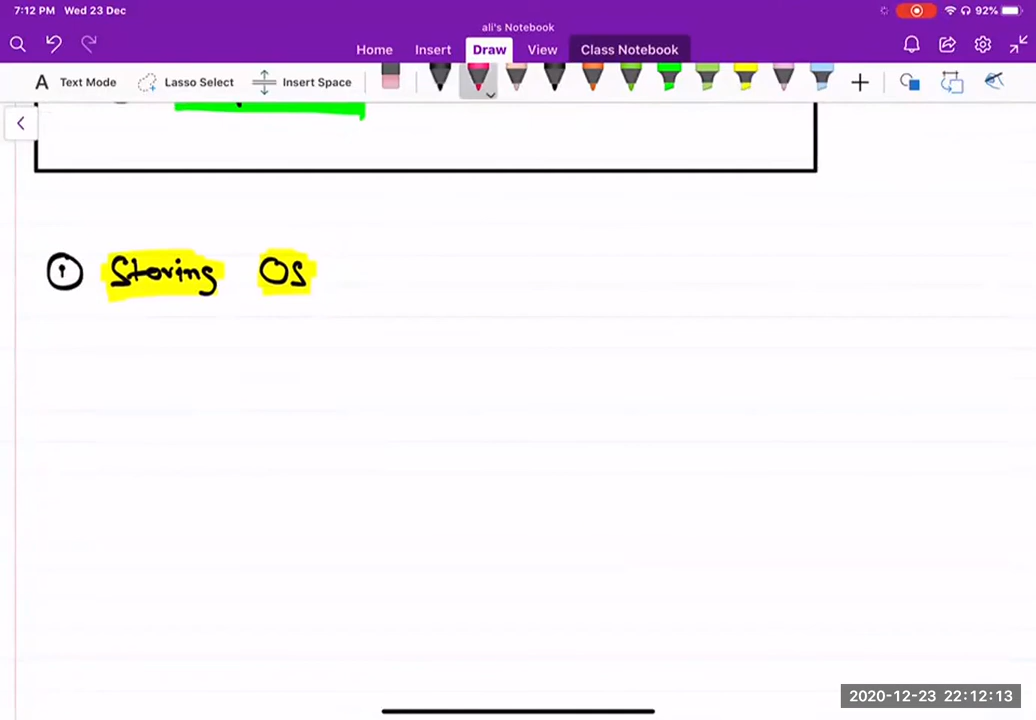 7:12 PM Wed 23 Dec
92%
ali's Notebook
Home Insert Draw View Class Notebook
A Text Mode Lasso Select Insert Space
① Storing OS
2020-12-23 22:12:13